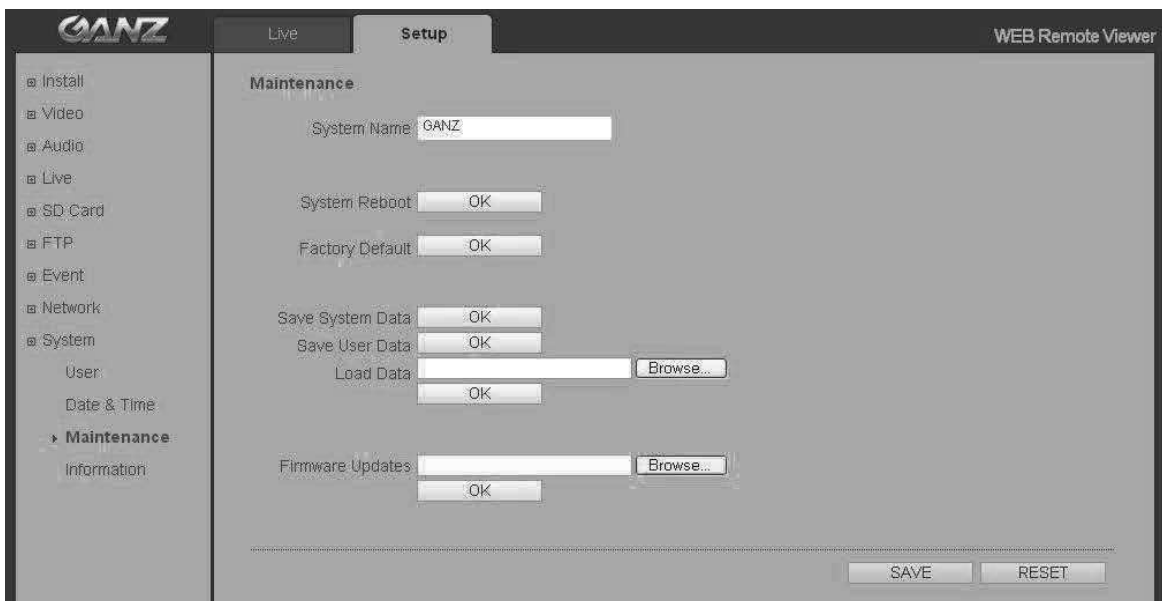 GANZ
Live
Setup
WEB Remote Viewer
Install
Video
Audio
Live
SD Card
FTP
Event
Network
System
User
Date & Time
Maintenance
Information
Maintenance
System Name GANZ
System Reboot OK
Factory Default OK
Save System Data OK
Save User Data OK
Load Data Browse...
OK
Firmware Updates Browse...
OK
SAVE RESET